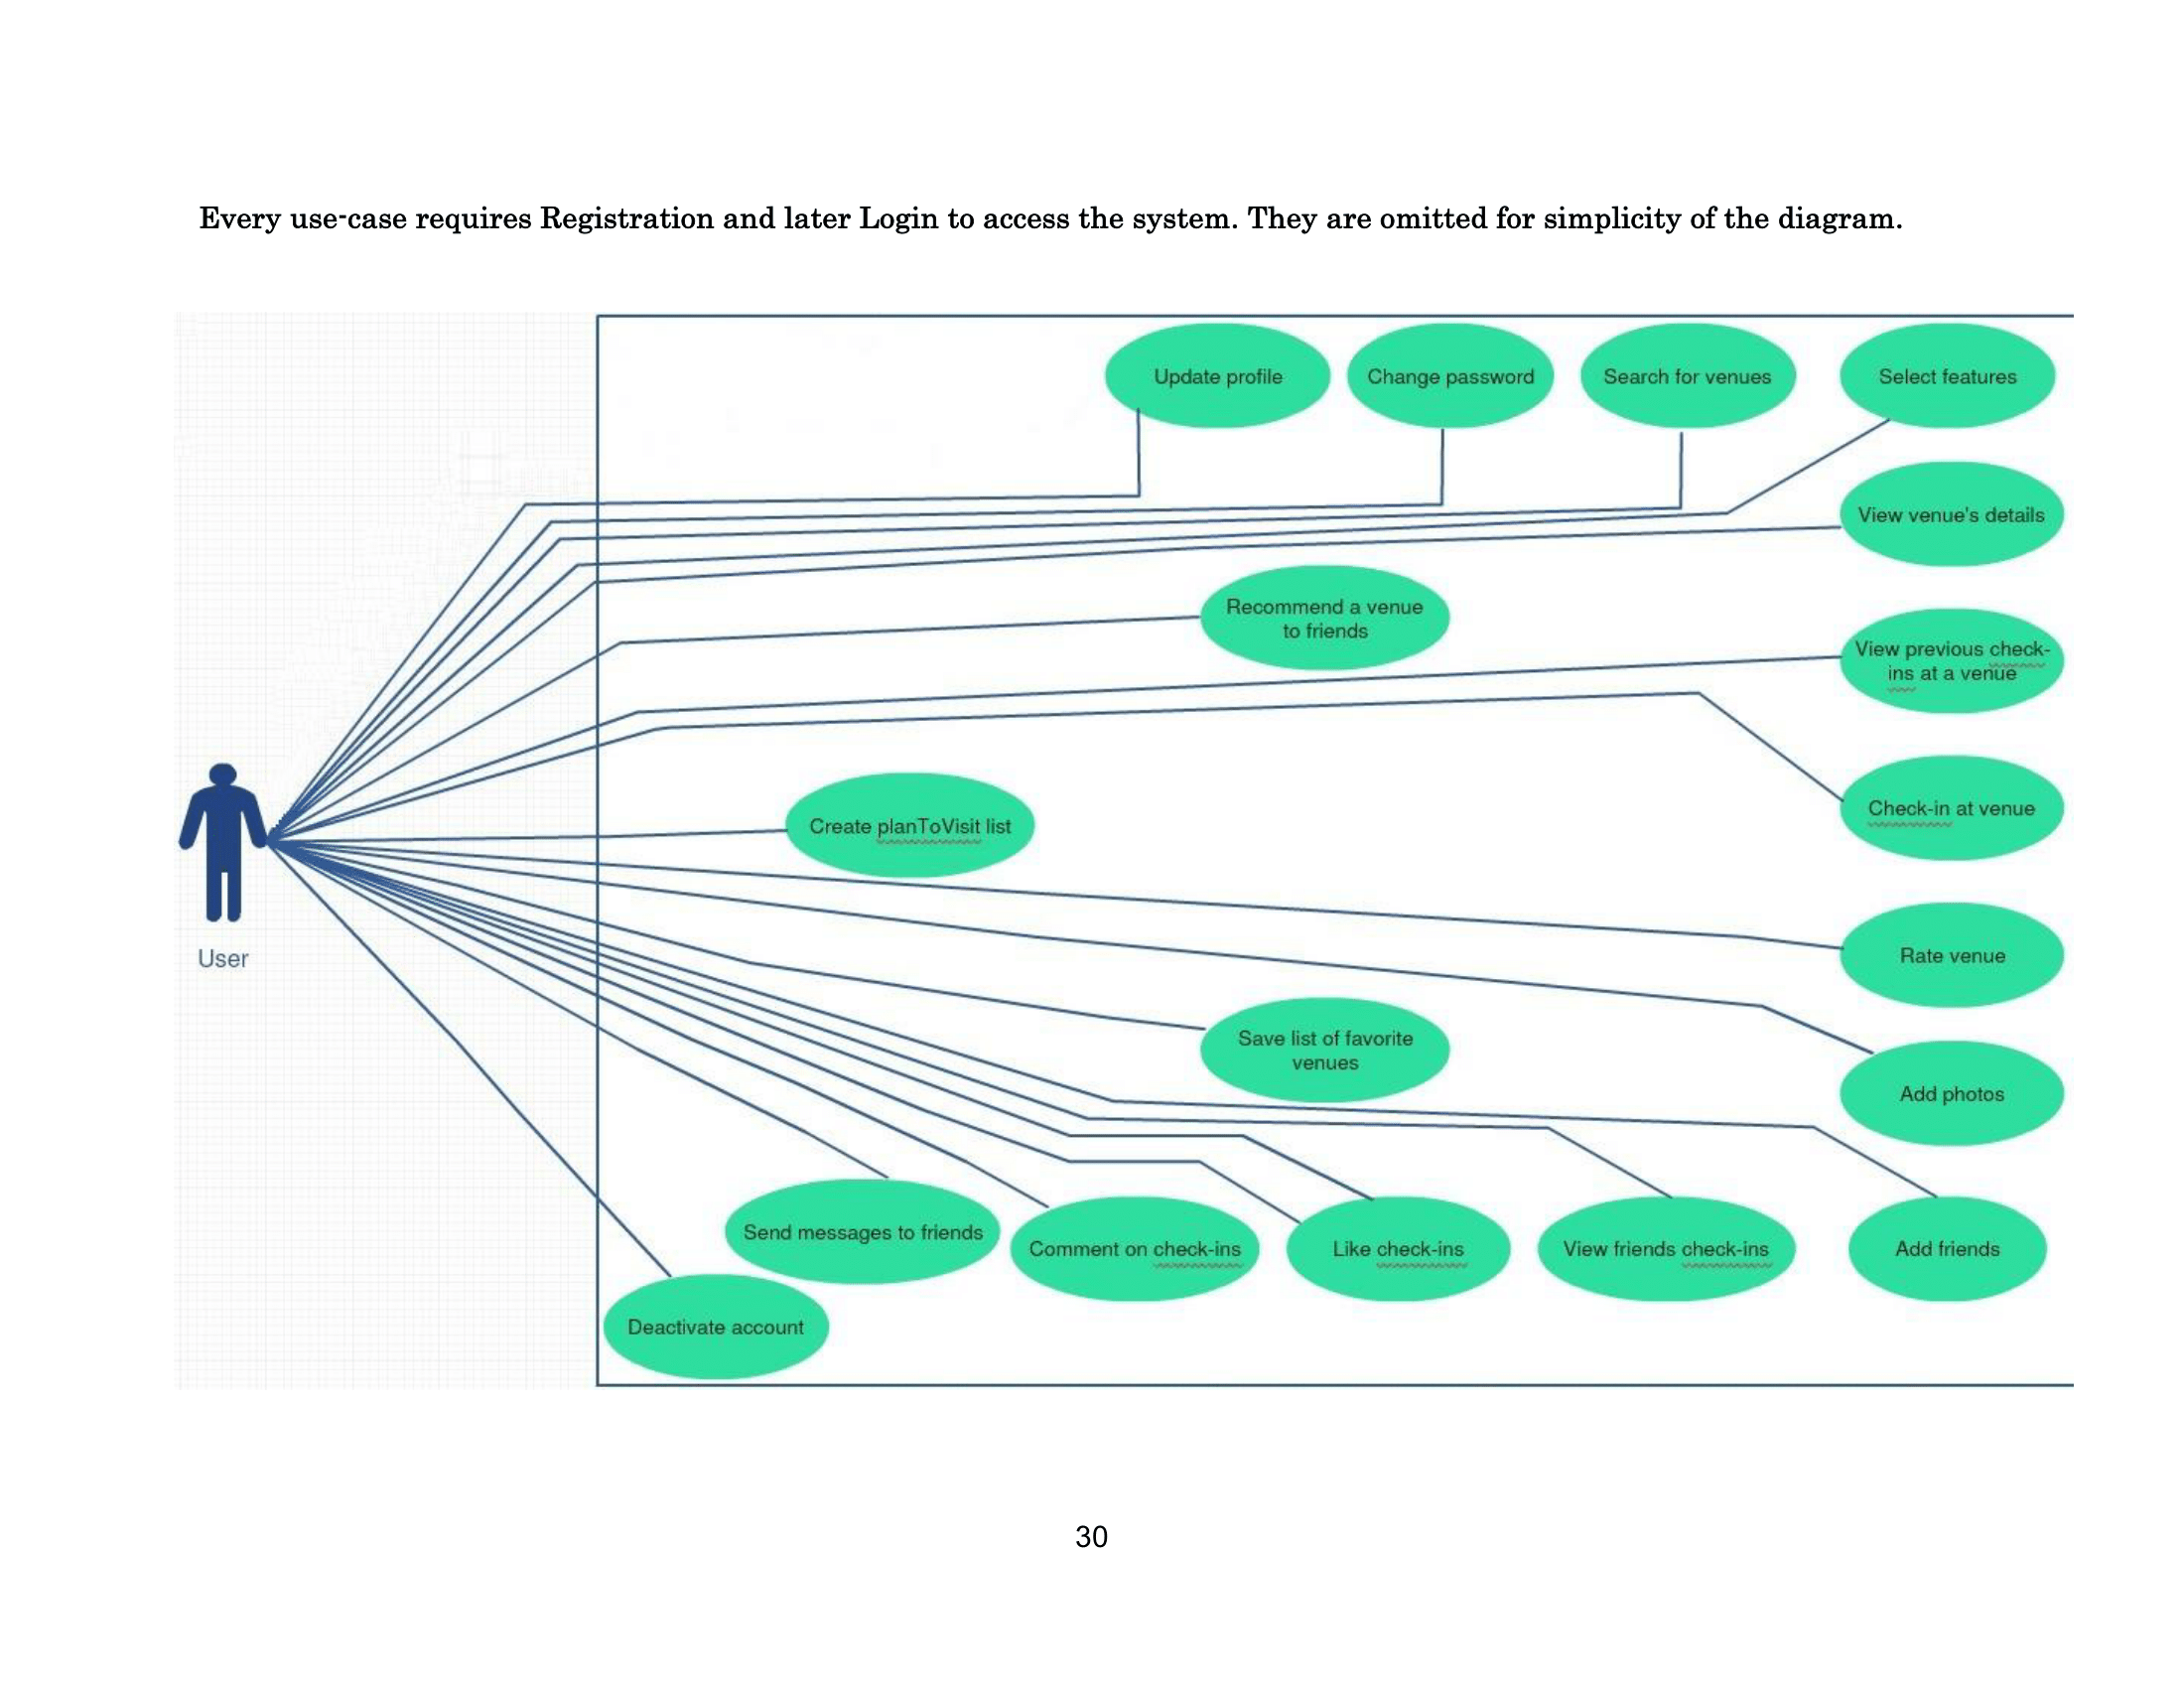 Every use-case requires Registration and later Login to access the system. They are omitted for simplicity of the diagram.
Update profile
Change password
Search for venues
Select features
View venue's details
Recommend a venue
to friends
View previous check-
ins at a venue
Check-in at venue
Create planToVisit list
User
Rate venue
Save list of favorite
venues
Add photos
Send messages to friends
Comment on check-ins
Like check-ins
View friends check-ins
Add friends
Deactivate account
30